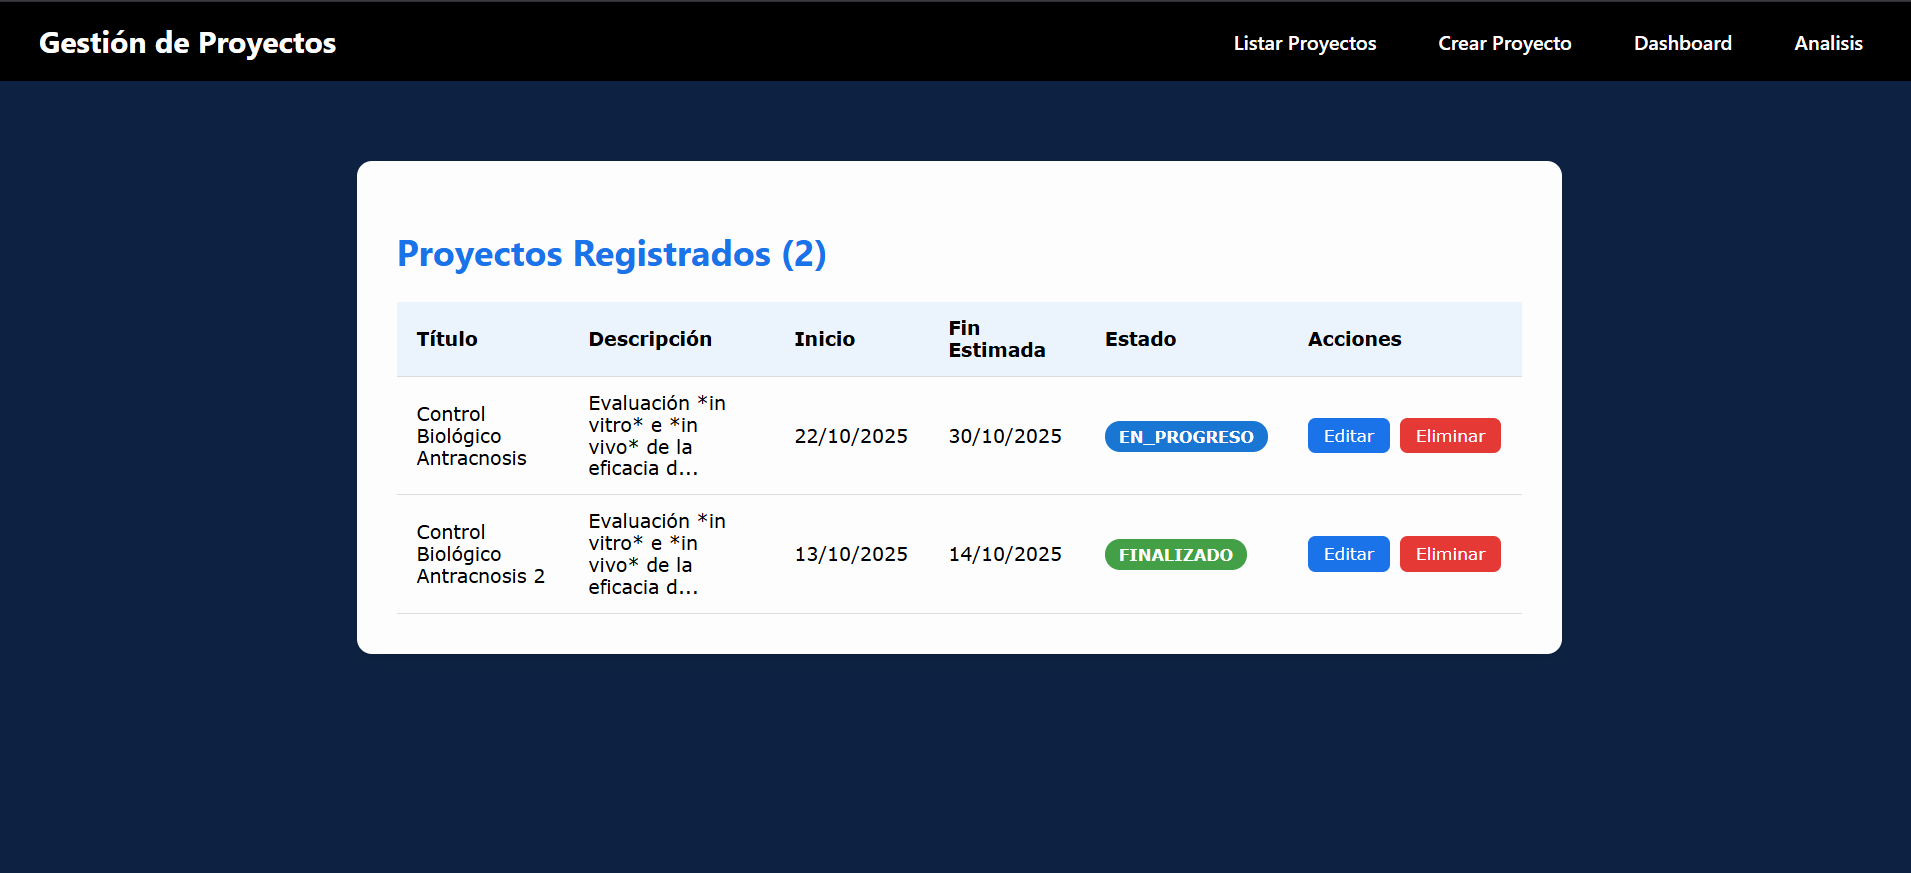 Gestión de Proyectos
Listar Proyectos
Crear Proyecto
Dashboard
Analisis
Proyectos Registrados (2)
Título
Descripción
Inicio
Fin
Estimada
Estado
Acciones
Control
Biológico
Antracnosis
Evaluación *in
vitro* e *in
vivo* de la
eficacia d...
22/10/2025
30/10/2025
EN_PROGRESO
Editar
Eliminar
Control
Biológico
Antracnosis 2
Evaluación *in
vitro* e *in
vivo* de la
eficacia d...
13/10/2025
14/10/2025
FINALIZADO
Editar
Eliminar